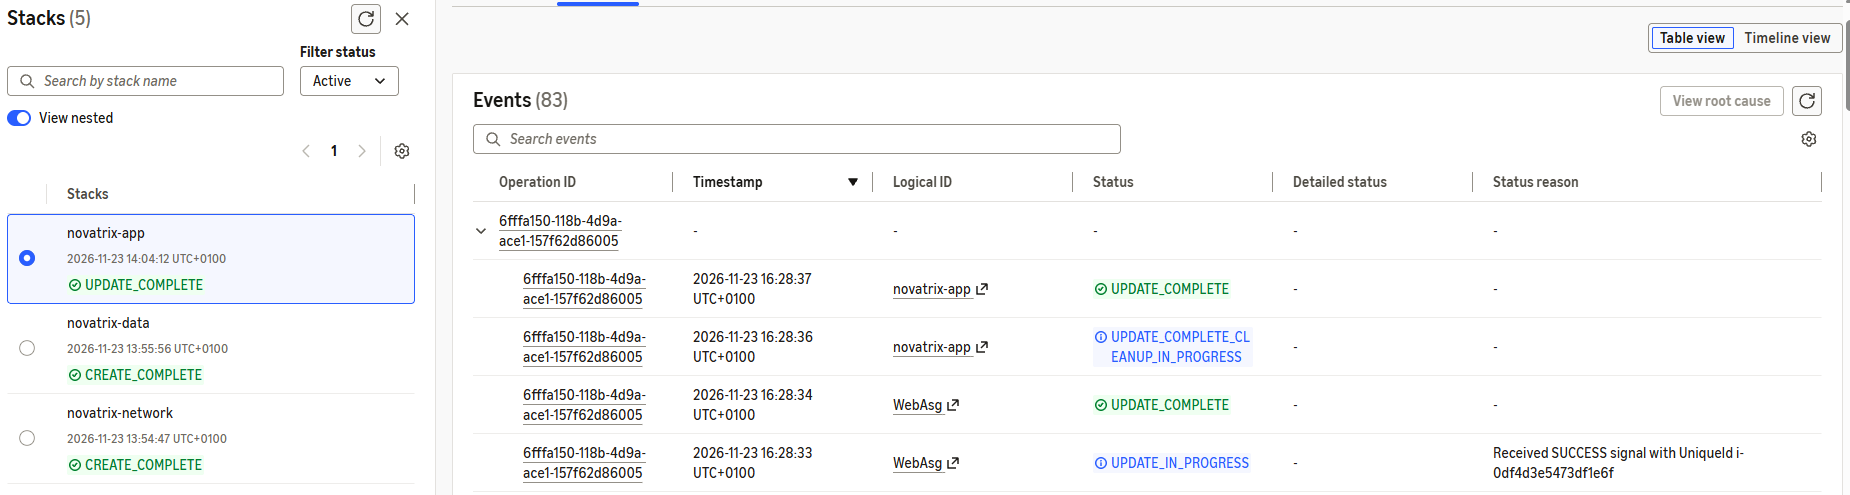 Stacks (5)
Filter status
Search by stack name
Active
View nested
1
Stacks
novatrix-app
2026-11-23 14:04:12 UTC+0100
UPDATE_COMPLETE
novatrix-data
2026-11-23 13:55:56 UTC+0100
CREATE_COMPLETE
novatrix-network
2026-11-23 13:54:47 UTC+0100
CREATE_COMPLETE
Table view
Timeline view
Events (83)
View root cause
Search events
Operation ID Timestamp Logical ID Status Detailed status Status reason
6fffa150-118b-4d9a-
ace1-157f62d86005
- - - - -
6fffa150-118b-4d9a-
ace1-157f62d86005
2026-11-23 16:28:37
UTC+0100
novatrix-app
UPDATE_COMPLETE
-
-
6fffa150-118b-4d9a-
ace1-157f62d86005
2026-11-23 16:28:36
UTC+0100
novatrix-app
UPDATE_COMPLETE_CL
EANUP_IN_PROGRESS
-
-
6fffa150-118b-4d9a-
ace1-157f62d86005
2026-11-23 16:28:34
UTC+0100
WebAsg
UPDATE_COMPLETE
-
-
6fffa150-118b-4d9a-
ace1-157f62d86005
2026-11-23 16:28:33
UTC+0100
WebAsg
UPDATE_IN_PROGRESS
-
Received SUCCESS signal with UniqueId i-
0df4d3e5473df1e6f